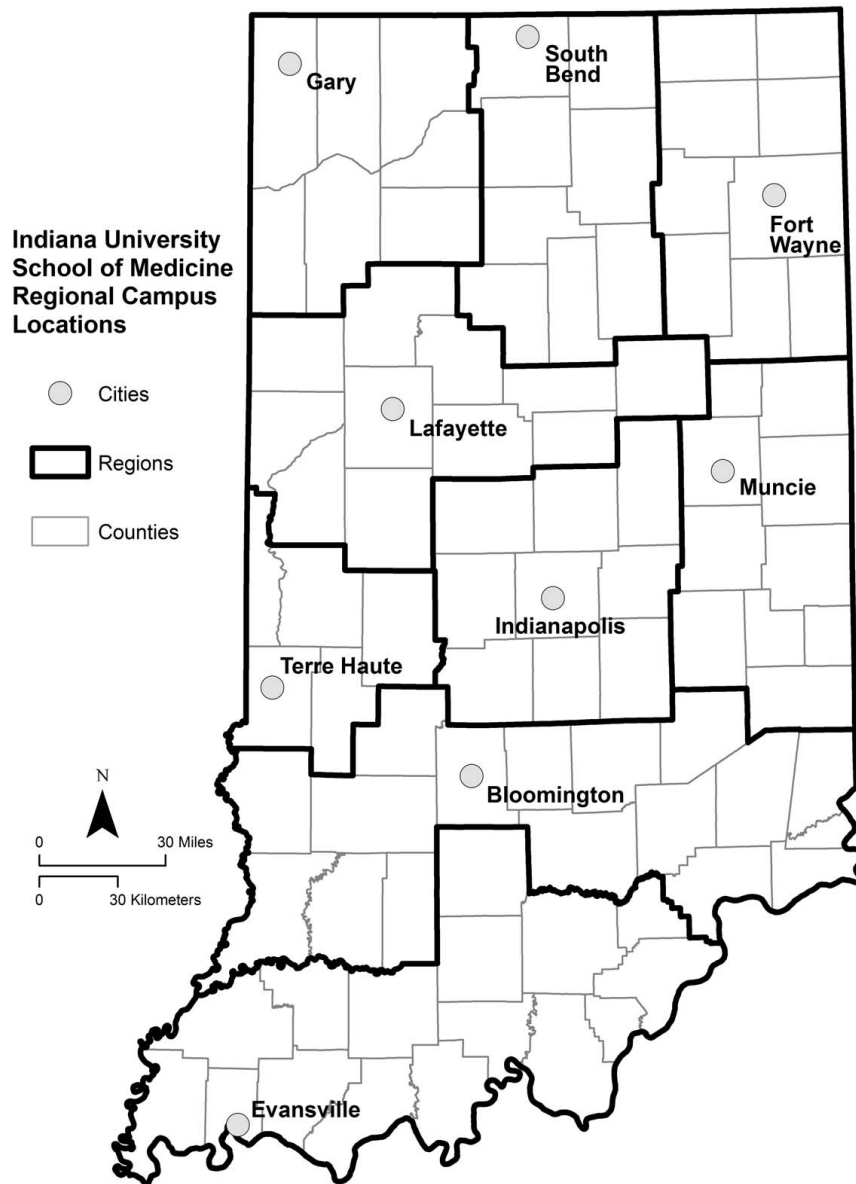 South
Bend
Gary
Fort
Wayne
Indiana University
School of Medicine
Regional Campus
Locations
Cities
Regions
Counties
Lafayette
Muncie
Indianapolis
Terre Haute
Bloomington
N
0 30 Miles
0 30 Kilometers
Evansville